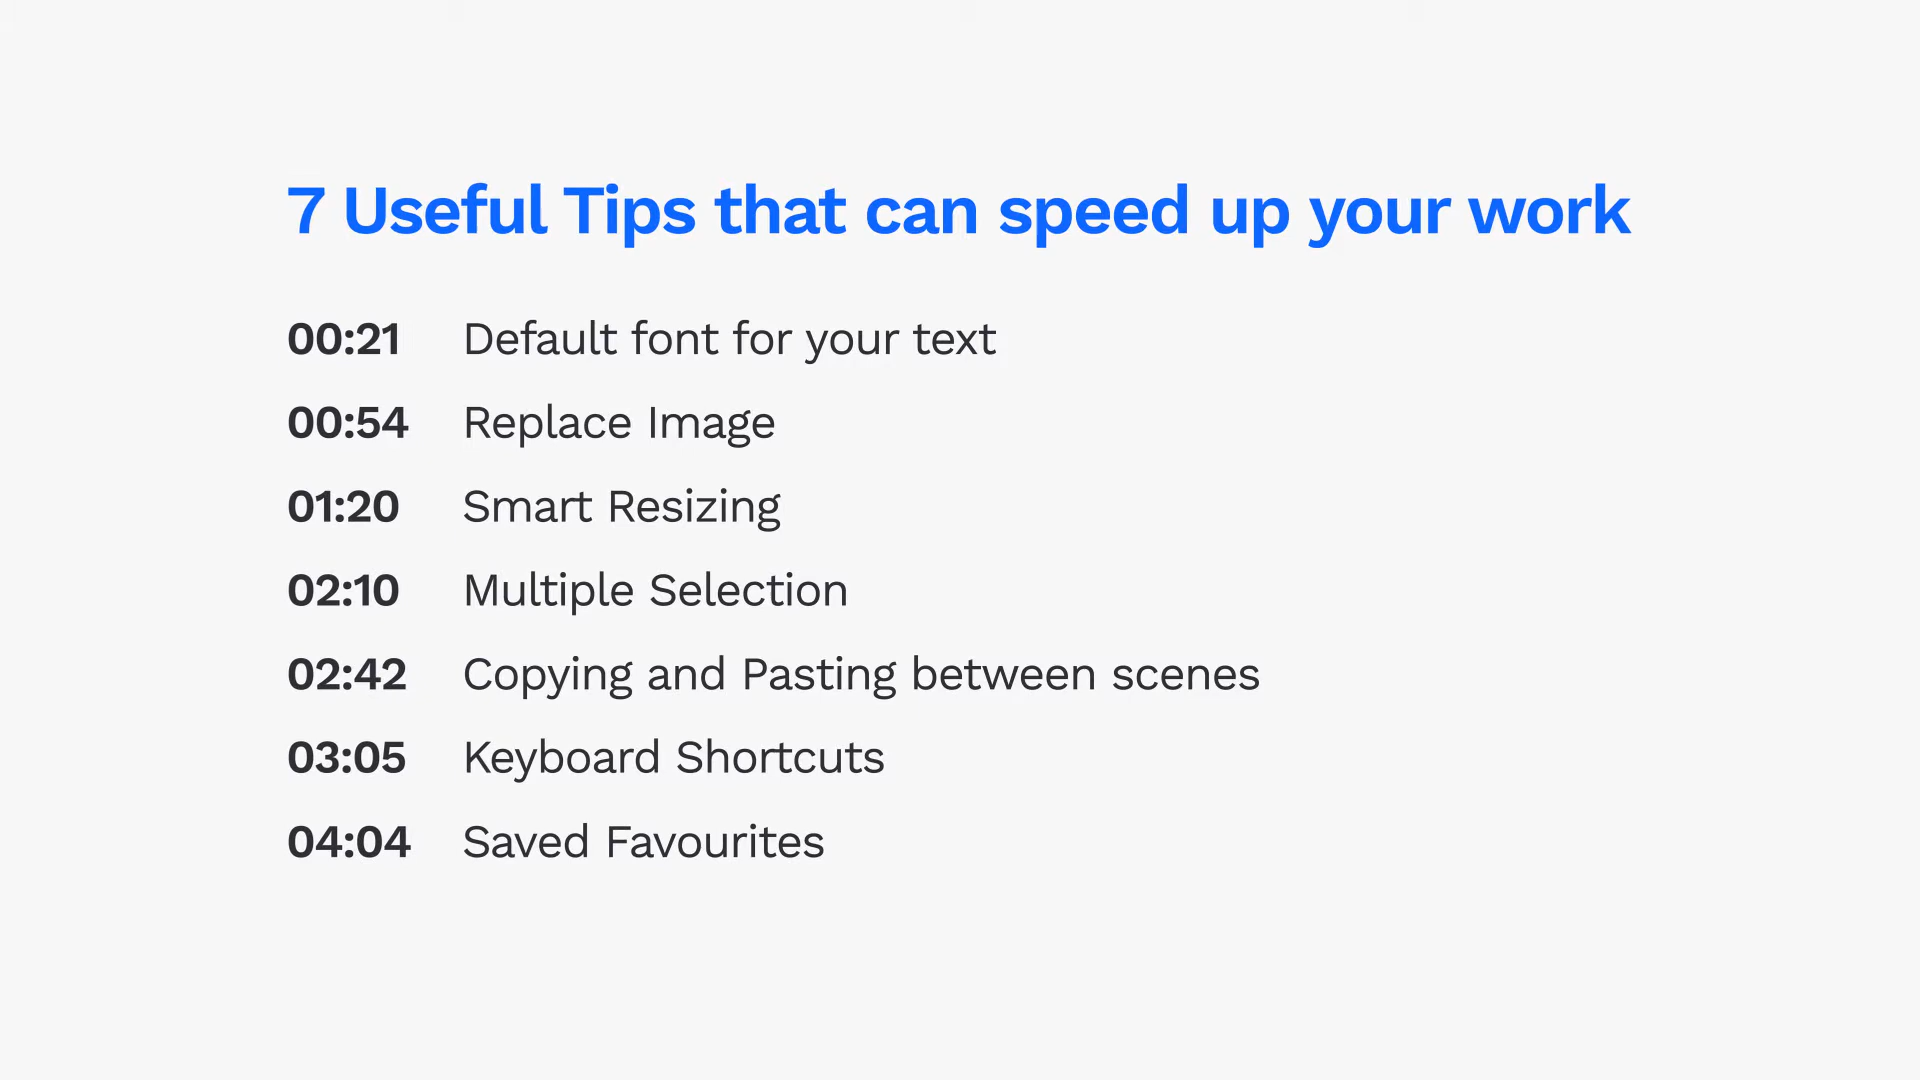 7 Useful Tips that can speed up your work
00:21 Default font for your text
00:54 Replace Image
01:20 Smart Resizing
02:10 Multiple Selection
02:42 Copying and Pasting between scenes
03:05 Keyboard Shortcuts
04:04 Saved Favourites